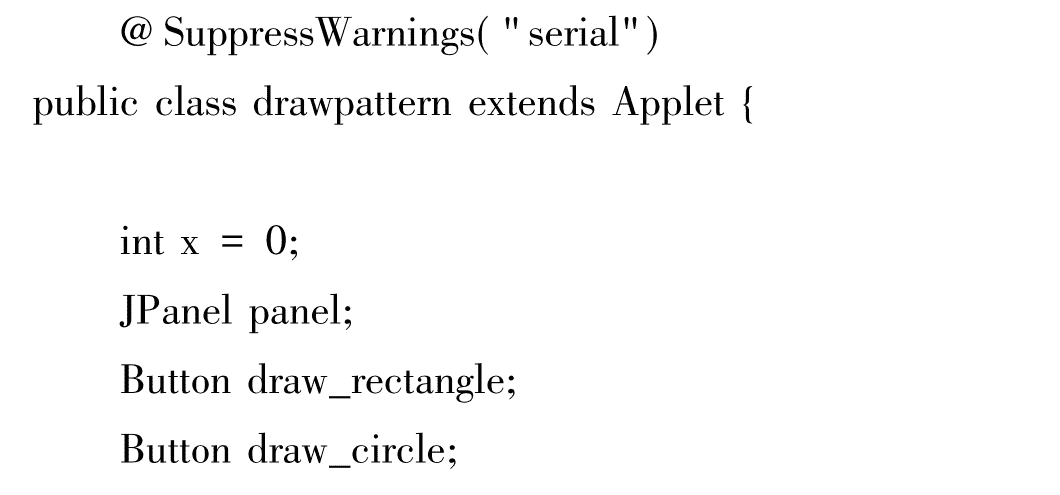 @ SuppressWarnings( "serial")
public class drawpattern extends Applet {
int x = 0;
JPanel panel;
Button draw_rectangle;
Button draw_circle;